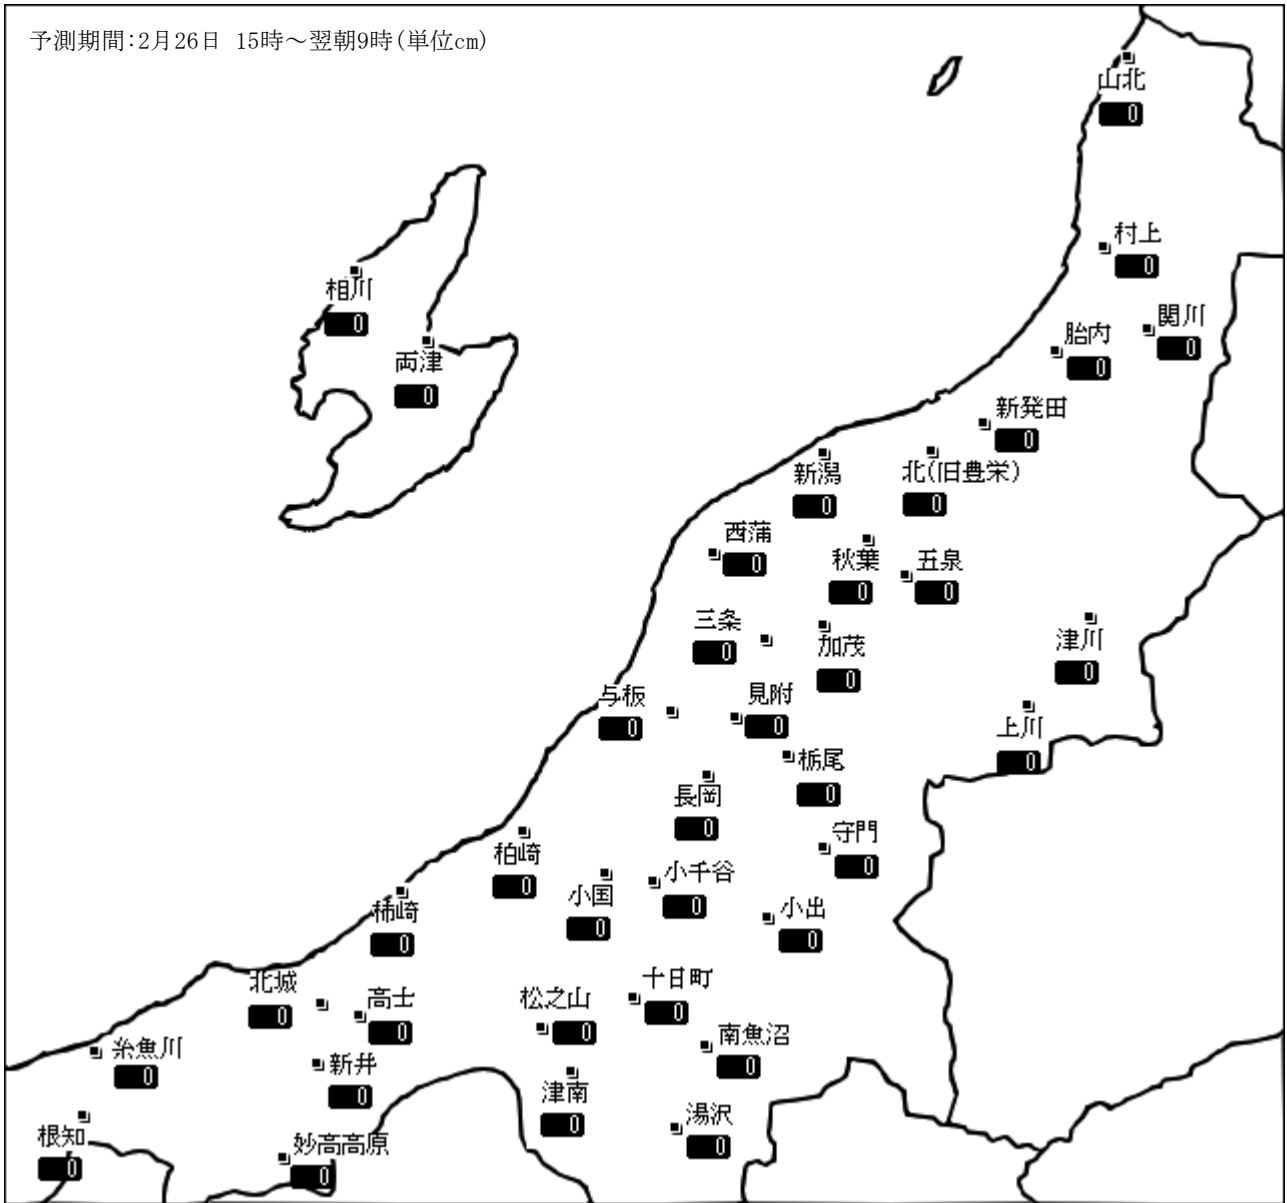 予測期間:2月26日 15時～翌朝9時(単位cm)
山北
0
村上
0
相川
0
関川
0
胎内
0
両津
0
新発田
0
新潟
0
北(旧豊栄)
0
西蒲
0
秋葉
0
五泉
0
三条
0
加茂
0
津川
0
与板
0
見附
0
上川
0
栃尾
0
長岡
0
守門
0
柏崎
0
小国
0
小千谷
0
小出
0
柿崎
0
北城
0
高士
0
松之山
0
十日町
0
南魚沼
0
糸魚川
0
新井
0
津南
0
湯沢
0
根知
0
妙高高原
0